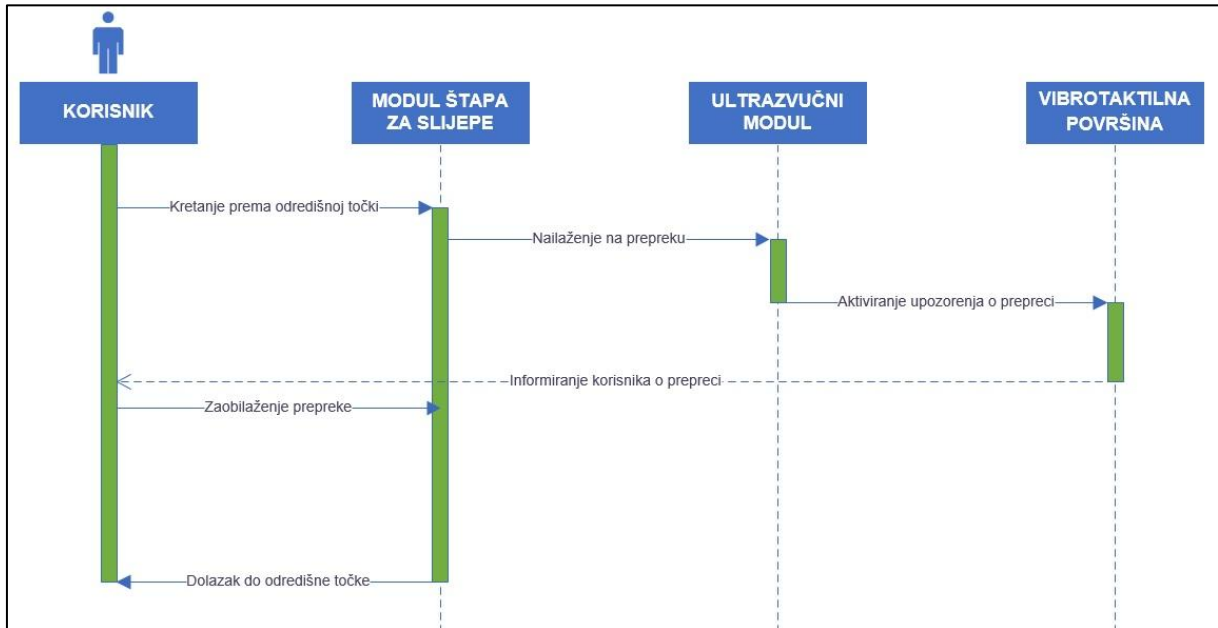 KORISNIK
MODUL ŠTAPA
ZA SLIJEPE
ULTRAZVUČNI
MODUL
VIBROTAKTILNA
POVRŠINA
Kretanje prema odredišnoj točki
Nailaženje na prepreku
Aktiviranje upozorenja o prepreci
Informiranje korisnika o prepreci
Zaobilaženje prepreke
Dolazak do odredišne točke